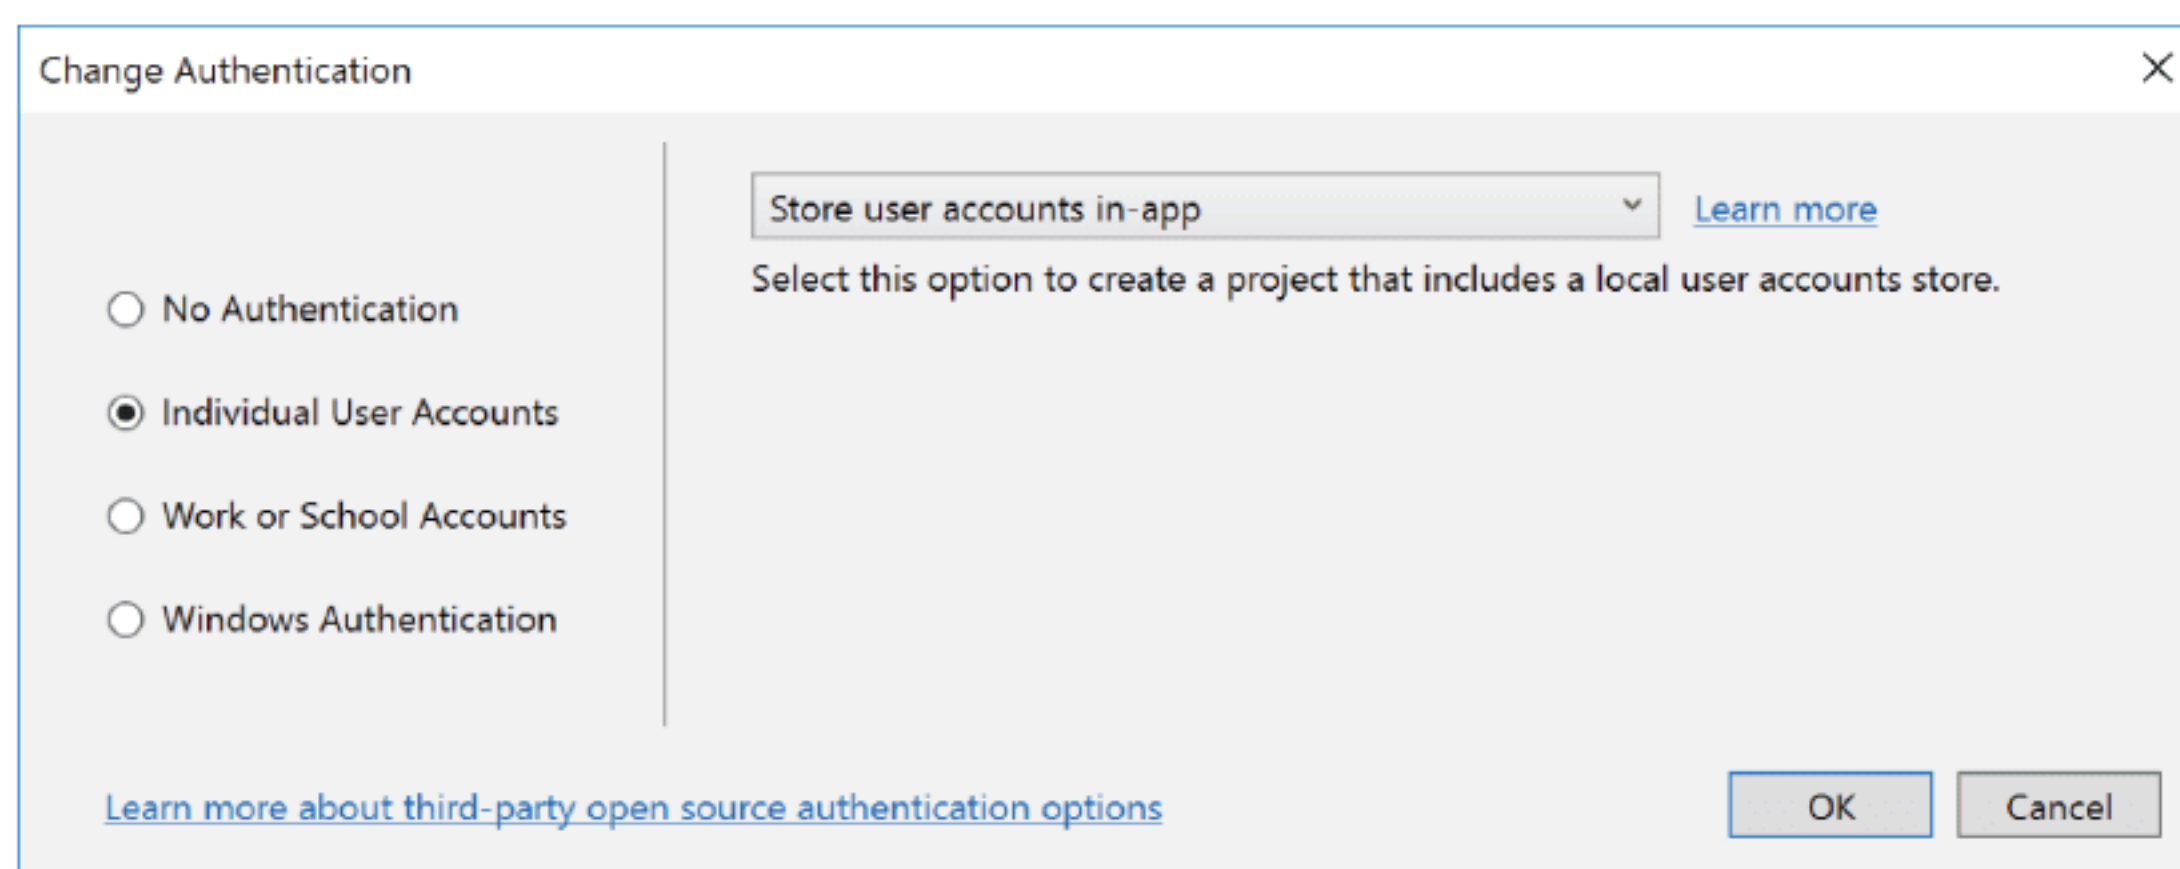 Change Authentication
Store user accounts in-app
Learn more
Select this option to create a project that includes a local user accounts store.
No Authentication
Individual User Accounts
Work or School Accounts
Windows Authentication
Learn more about third-party open source authentication options
OK
Cancel